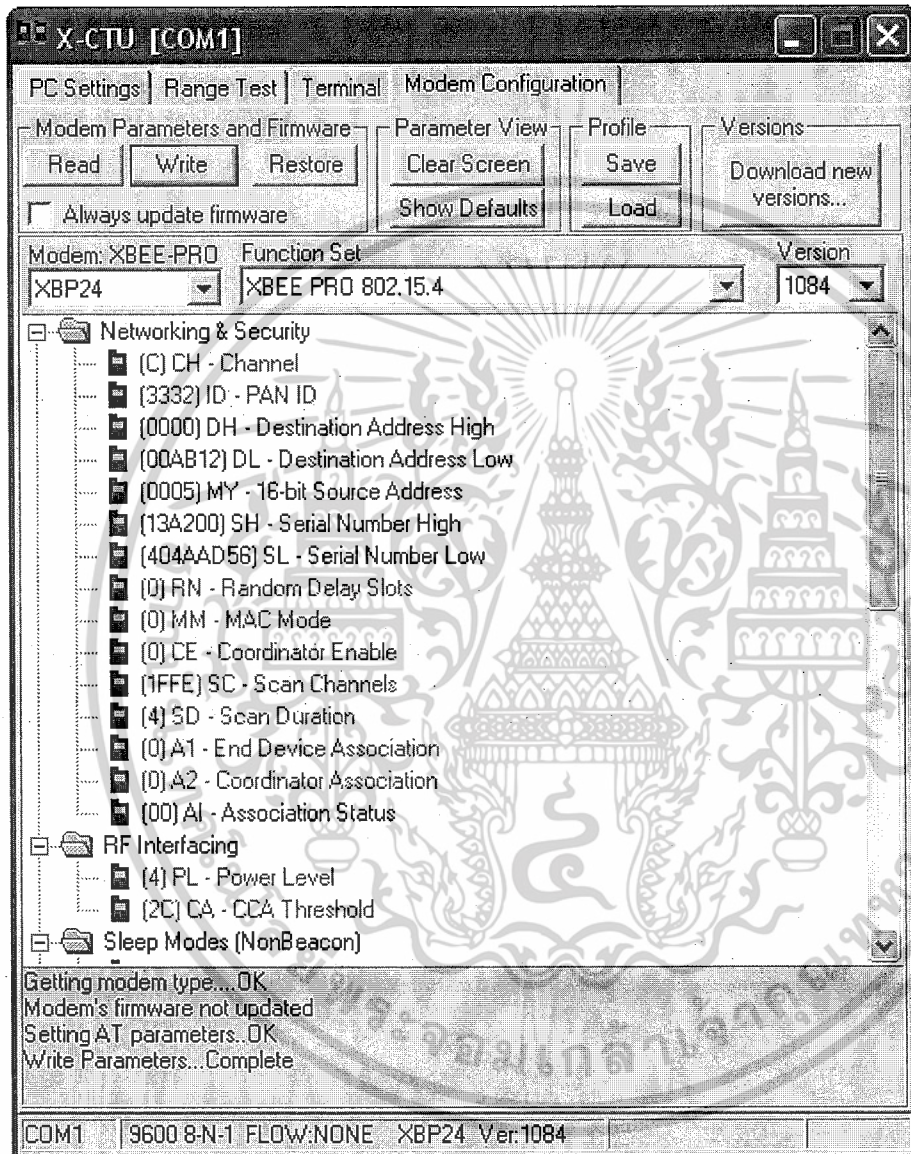 X-CTU [COM1]
PC Settings Range Test Terminal Modem Configuration
Modem Parameters and Firmware Parameter View Profile Versions
Read Write Restore Clear Screen Save Download new versions...
Always update firmware Show Defaults Load
Modem: XBEE-PRO Function Set Version
XBP24 XBEE PRO 802.15.4 1084
Networking & Security
(C) CH - Channel
(3332) ID - PAN ID
(0000) DH - Destination Address High
(00AB12) DL - Destination Address Low
(0005) MY - 16-bit Source Address
(13A200) SH - Serial Number High
(404AAD56) SL - Serial Number Low
(0) RN - Random Delay Slots
(0) MM - MAC Mode
(0) CE - Coordinator Enable
(1FFE) SC - Scan Channels
(4) SD - Scan Duration
(0) A1 - End Device Association
(0) A2 - Coordinator Association
(00) AI - Association Status
RF Interfacing
(4) PL - Power Level
(2C) CA - CCA Threshold
Sleep Modes (NonBeacon)
Getting modem type....OK
Modem's firmware not updated
Setting AT parameters..OK
Write Parameters...Complete
COM1 9600 8-N-1 FLOW:NONE XBP24 Ver:1084